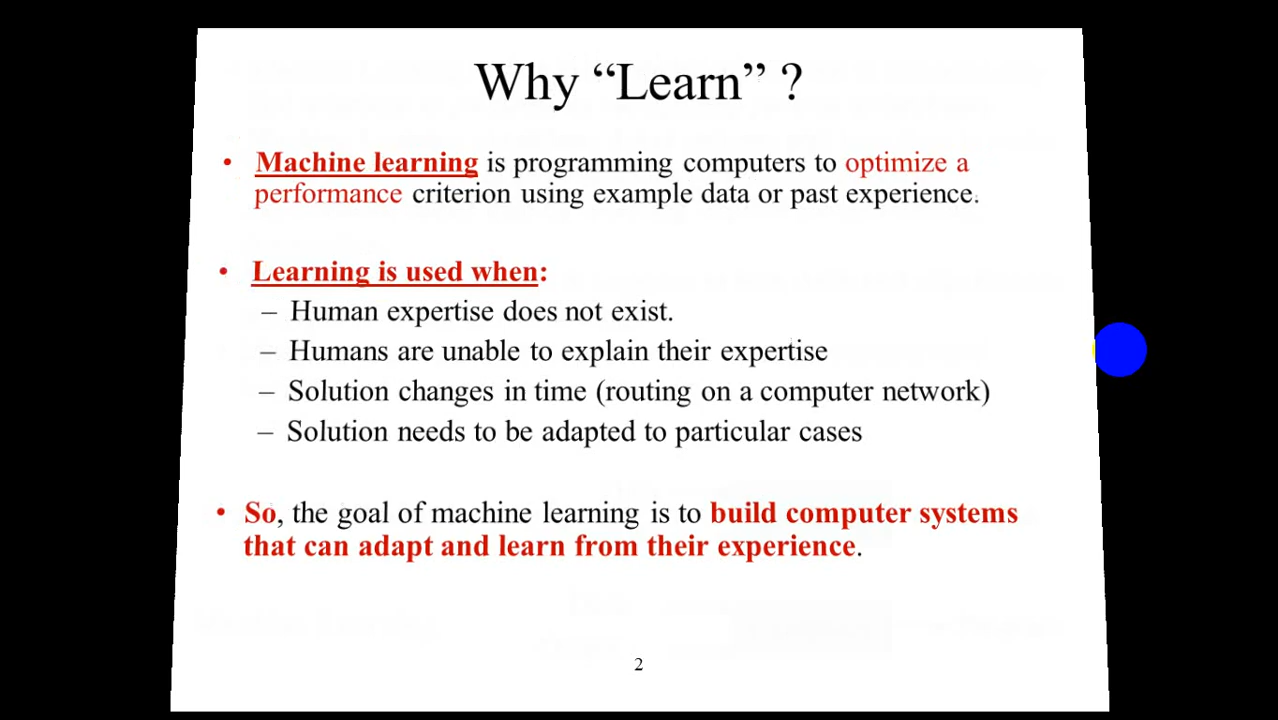 Why “Learn” ?
• Machine learning is programming computers to optimize a
performance criterion using example data or past experience.
• Learning is used when:
– Human expertise does not exist.
– Humans are unable to explain their expertise
– Solution changes in time (routing on a computer network)
– Solution needs to be adapted to particular cases
• So, the goal of machine learning is to build computer systems
that can adapt and learn from their experience.
2